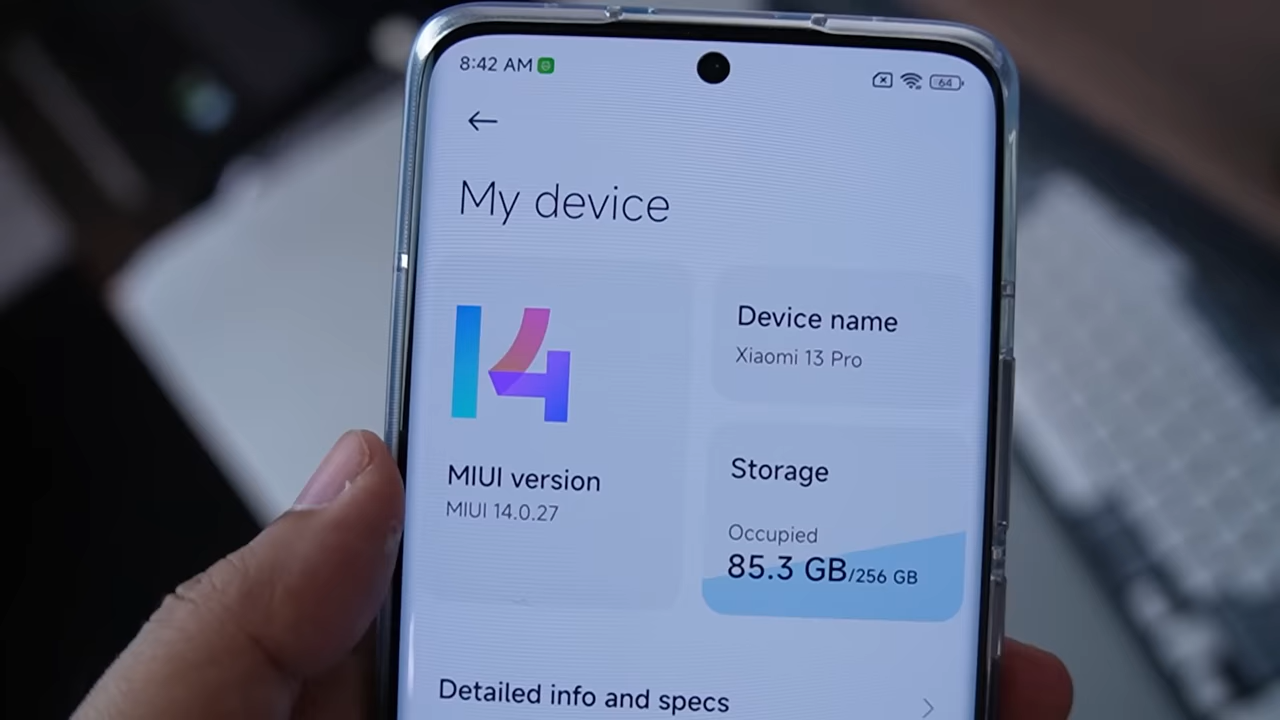 8:42 AM
64
My device
14
MIUI version
MIUI 14.0.27
Device name
Xiaomi 13 Pro
Storage
Occupied
85.3 GB/256 GB
Detailed info and specs